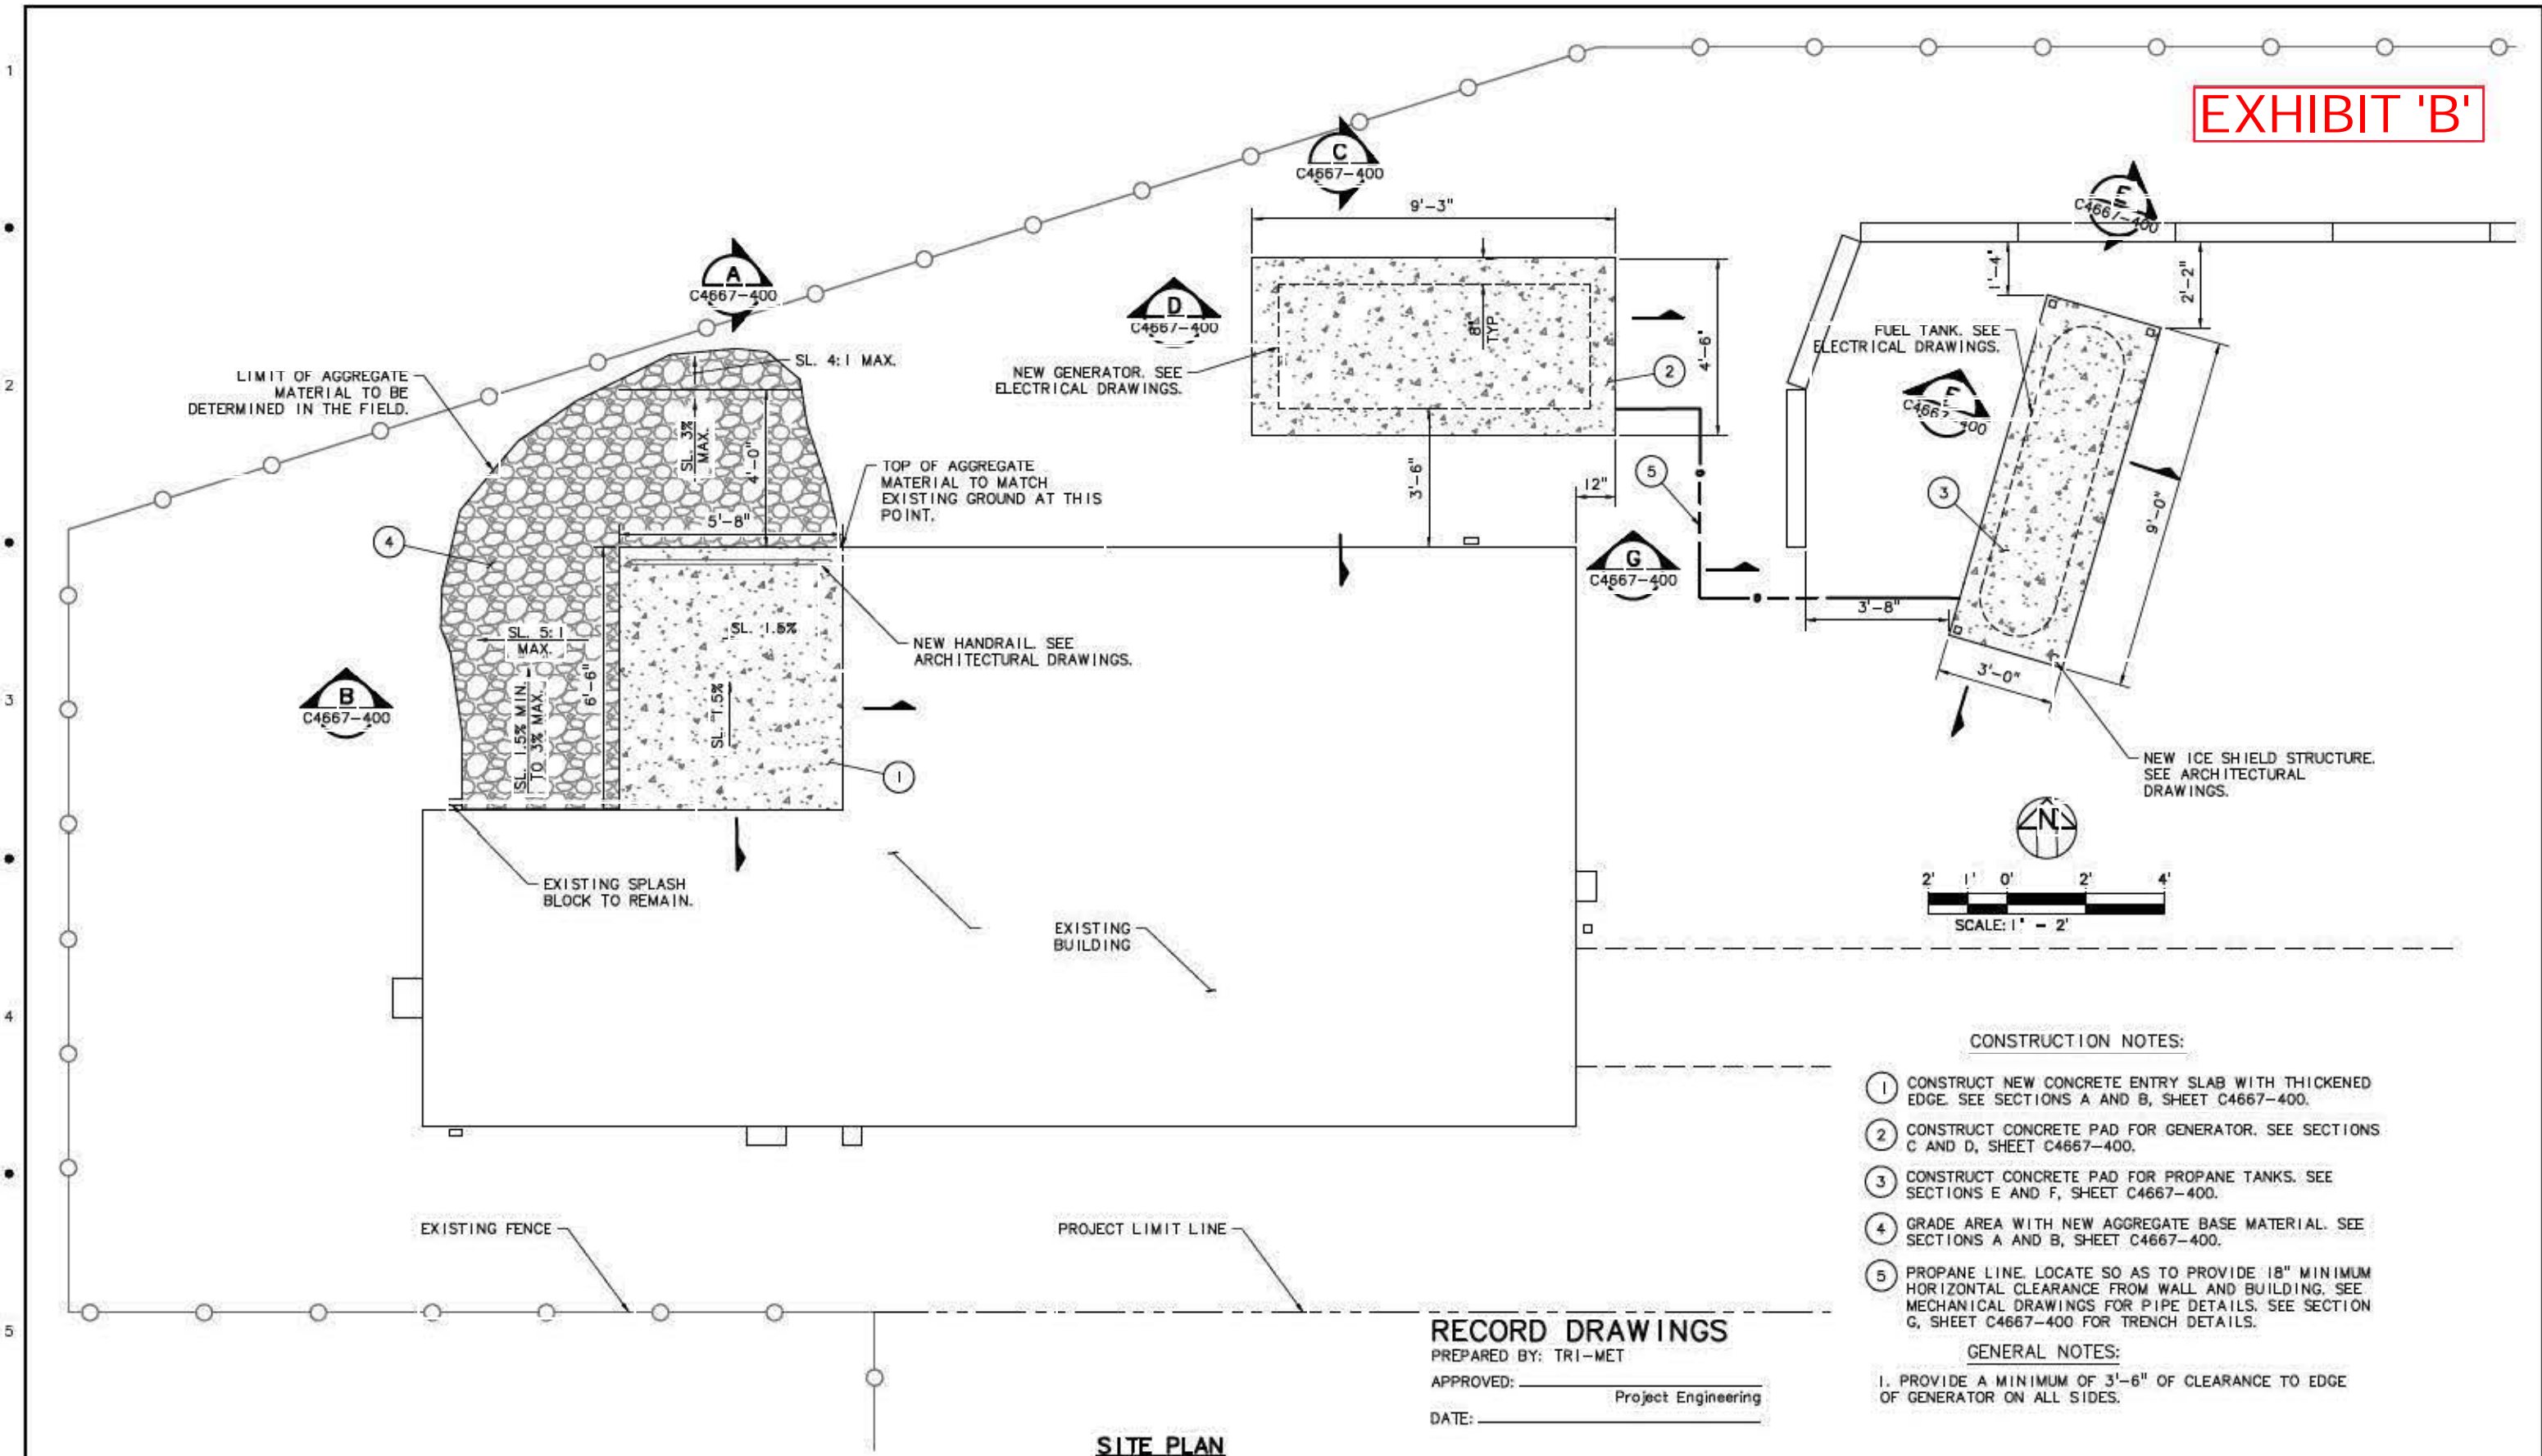 EXHIBIT 'B'
1
2
3
4
5
A
C4667-400
C
C4667-400
D
C4667-400
B
C4667-400
G
C4667-400
C4667-400
9'-3"
4'-6"
8"
TYP
3'-6"
12"
2
5
NEW GENERATOR. SEE
ELECTRICAL DRAWINGS.
1'-4"
2'-2"
FUEL TANK. SEE
ELECTRICAL DRAWINGS.
F
3
9'-0"
3'-8"
3'-0"
NEW ICE SHIELD STRUCTURE.
SEE ARCHITECTURAL
DRAWINGS.
LIMIT OF AGGREGATE
MATERIAL TO BE
DETERMINED IN THE FIELD.
SL. 4:1 MAX.
SL. 3%
MAX.
4'-0"
5'-8"
TOP OF AGGREGATE
MATERIAL TO MATCH
EXISTING GROUND AT THIS
POINT.
4
SL. 5:1
MAX.
SL. 1.5% MIN.
TO 3% MAX.
6'-6"
SL. 1.5%
SL. 1.5%
NEW HANDRAIL. SEE
ARCHITECTURAL DRAWINGS.
1
EXISTING SPLASH
BLOCK TO REMAIN.
EXISTING
BUILDING
N
2' 1' 0' 2' 4'
SCALE: 1" = 2'
EXISTING FENCE
PROJECT LIMIT LINE
CONSTRUCTION NOTES:
1 CONSTRUCT NEW CONCRETE ENTRY SLAB WITH THICKENED
EDGE. SEE SECTIONS A AND B, SHEET C4667-400.
2 CONSTRUCT CONCRETE PAD FOR GENERATOR. SEE SECTIONS
C AND D, SHEET C4667-400.
3 CONSTRUCT CONCRETE PAD FOR PROPANE TANKS. SEE
SECTIONS E AND F, SHEET C4667-400.
4 GRADE AREA WITH NEW AGGREGATE BASE MATERIAL. SEE
SECTIONS A AND B, SHEET C4667-400.
5 PROPANE LINE. LOCATE SO AS TO PROVIDE 18" MINIMUM
HORIZONTAL CLEARANCE FROM WALL AND BUILDING. SEE
MECHANICAL DRAWINGS FOR PIPE DETAILS. SEE SECTION
G, SHEET C4667-400 FOR TRENCH DETAILS.
GENERAL NOTES:
1. PROVIDE A MINIMUM OF 3'-6" OF CLEARANCE TO EDGE
OF GENERATOR ON ALL SIDES.
RECORD DRAWINGS
PREPARED BY: TRI-MET
APPROVED:
Project Engineering
DATE:
SITE PLAN